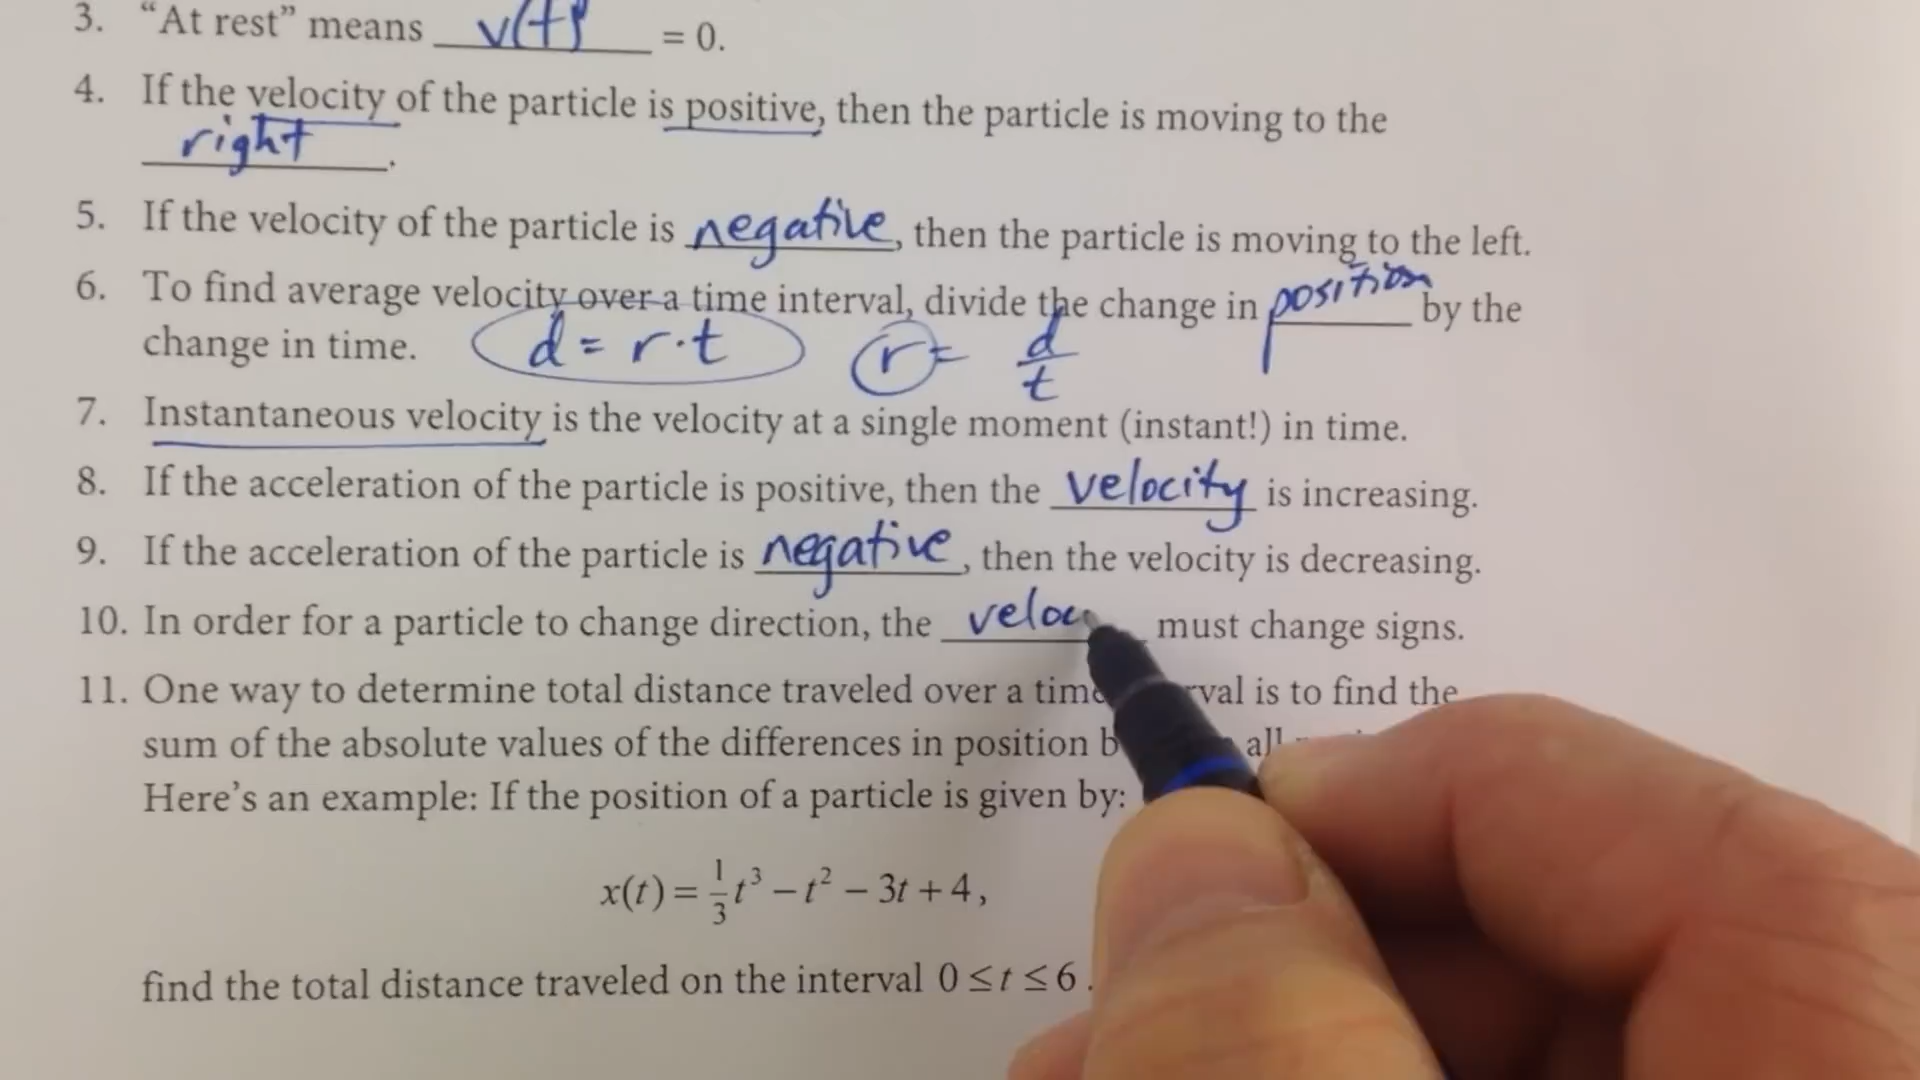 3. “At rest” means v(t) = 0.
4. If the velocity of the particle is positive, then the particle is moving to the
right.
5. If the velocity of the particle is negative, then the particle is moving to the left.
6. To find average velocity over a time interval, divide the change in position by the
change in time. d = r·t r = d/t
7. Instantaneous velocity is the velocity at a single moment (instant!) in time.
8. If the acceleration of the particle is positive, then the velocity is increasing.
9. If the acceleration of the particle is negative, then the velocity is decreasing.
10. In order for a particle to change direction, the veloc must change signs.
11. One way to determine total distance traveled over a time is to find the
sum of the absolute values of the differences in position all
Here’s an example: If the position of a particle is given by:
x(t) = 1/3 t³ – t² – 3t + 4,
find the total distance traveled on the interval 0 ≤ t ≤ 6.